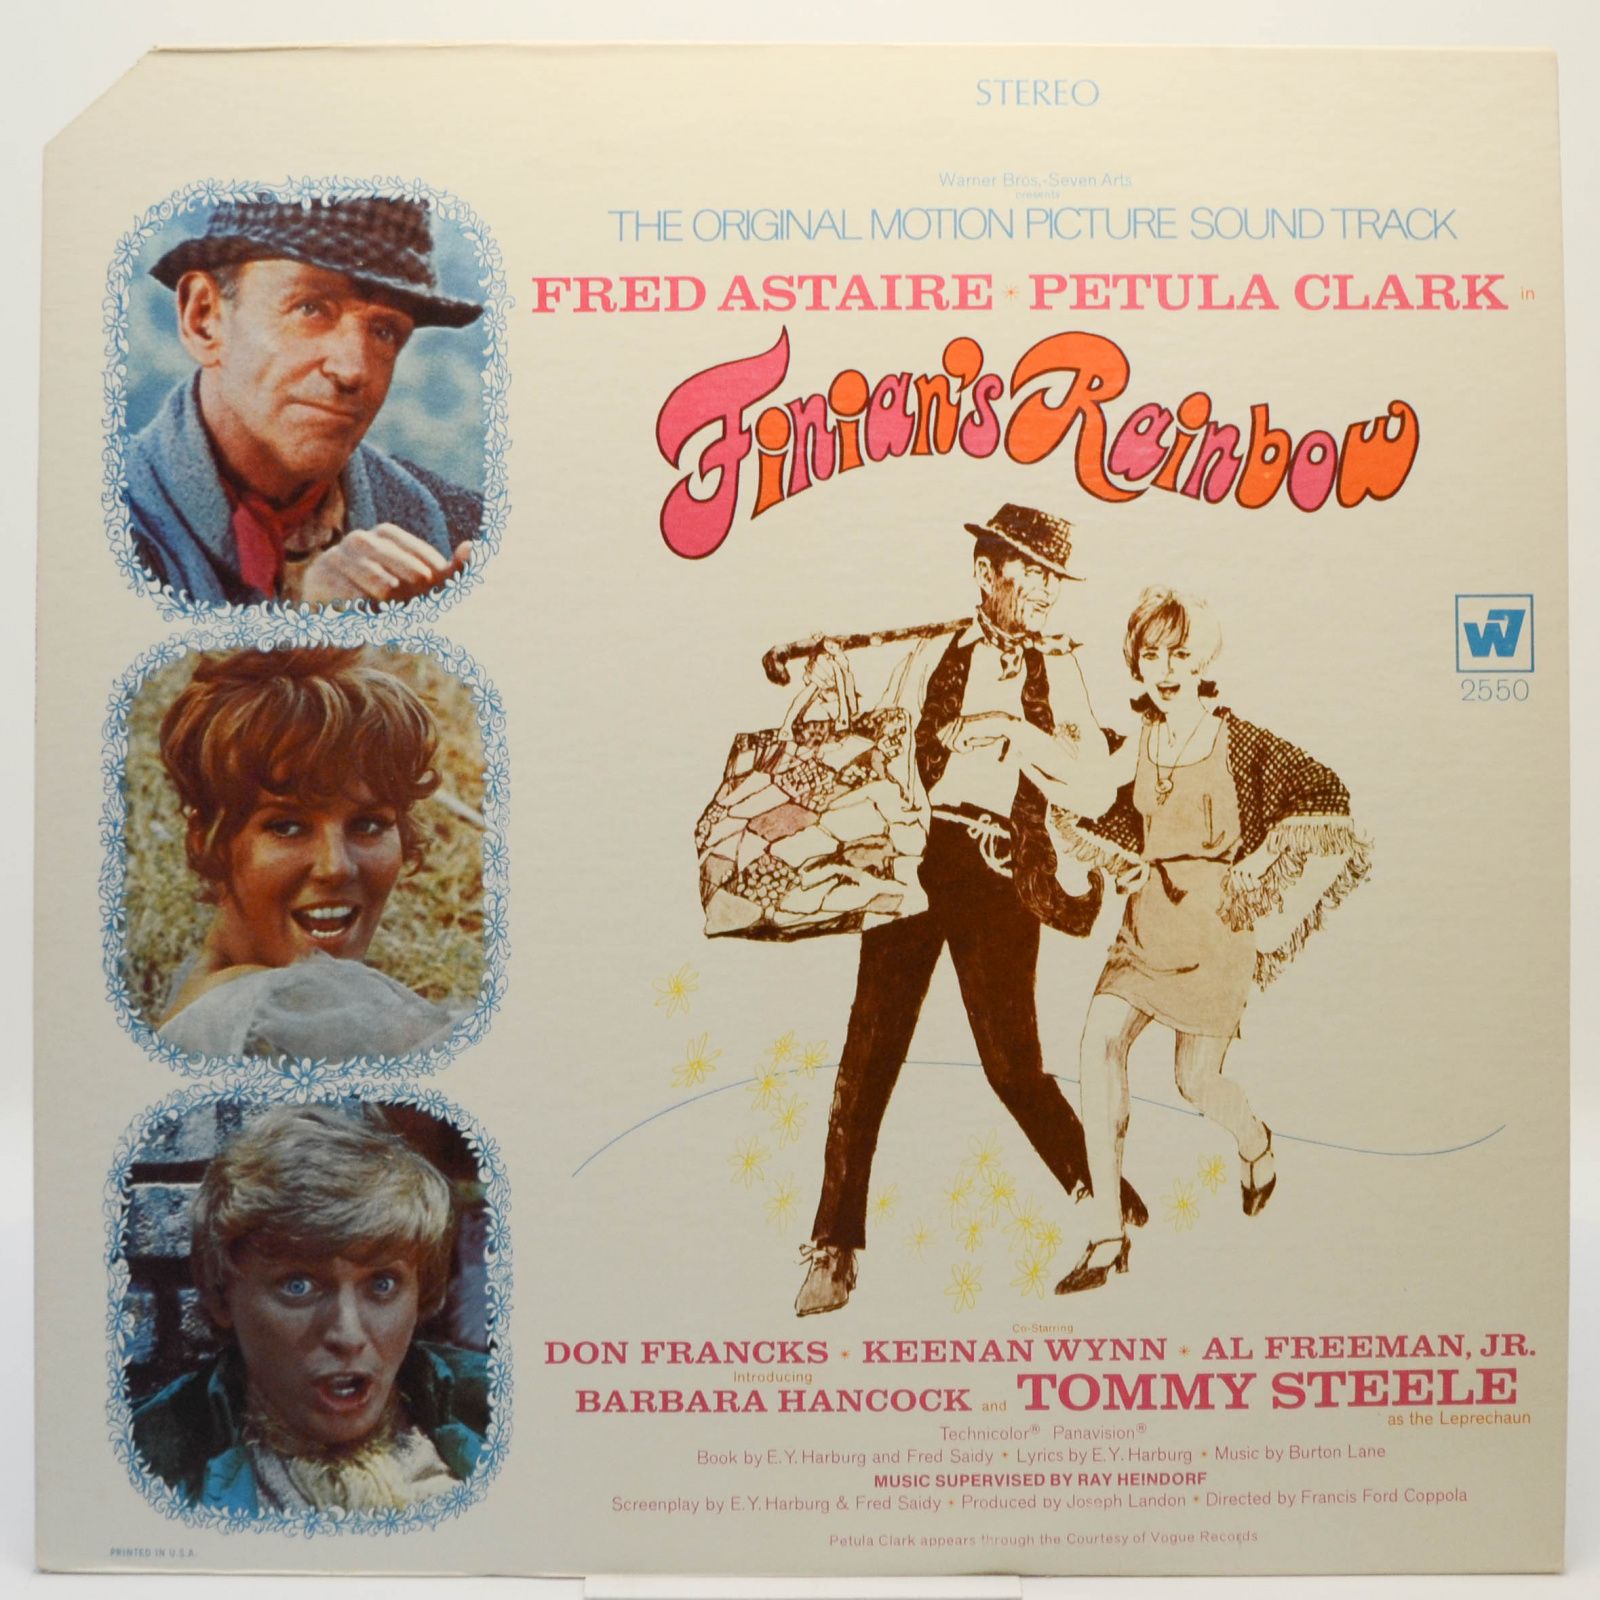 STEREO
Warner Bros.-Seven Arts
presents
THE ORIGINAL MOTION PICTURE SOUND TRACK
FRED ASTAIRE * PETULA CLARK in
Finian's Rainbow
W7
2550
Co-Starring
DON FRANCKS * KEENAN WYNN * AL FREEMAN, JR.
Introducing
BARBARA HANCOCK and TOMMY STEELE
as the Leprechaun
Technicolor® Panavision®
Book by E.Y. Harburg and Fred Saidy * Lyrics by E.Y. Harburg * Music by Burton Lane
MUSIC SUPERVISED BY RAY HEINDORF
Screenplay by E.Y. Harburg & Fred Saidy * Produced by Joseph Landon * Directed by Francis Ford Coppola
Petula Clark appears through the Courtesy of Vogue Records
PRINTED IN U.S.A.